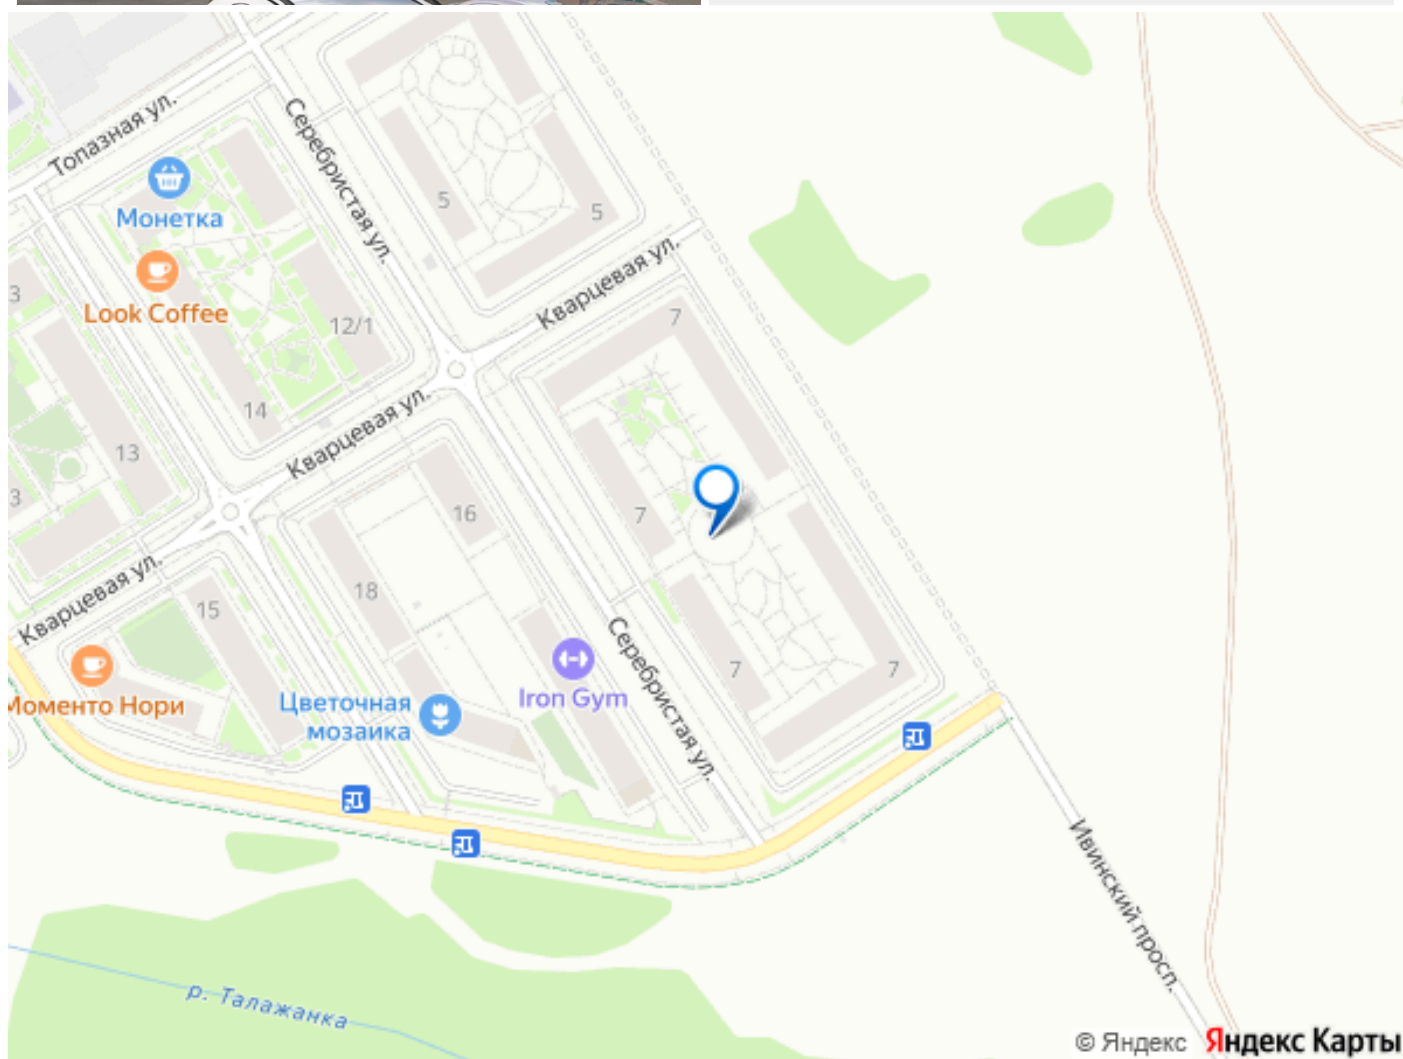 Топазная ул.
Серебристая ул.
Монетка
5
5
Кварцевая ул.
3
Look Coffee
12/1
7
14
Кварцевая ул.
13
3
16
7
18
Кварцевая ул.
15
Серебристая ул.
Моменто Нори
Iron Gym
7
7
Цветочная
мозаика
Ивинский просп.
р. Талажанка
© Яндекс Яндекс Карты